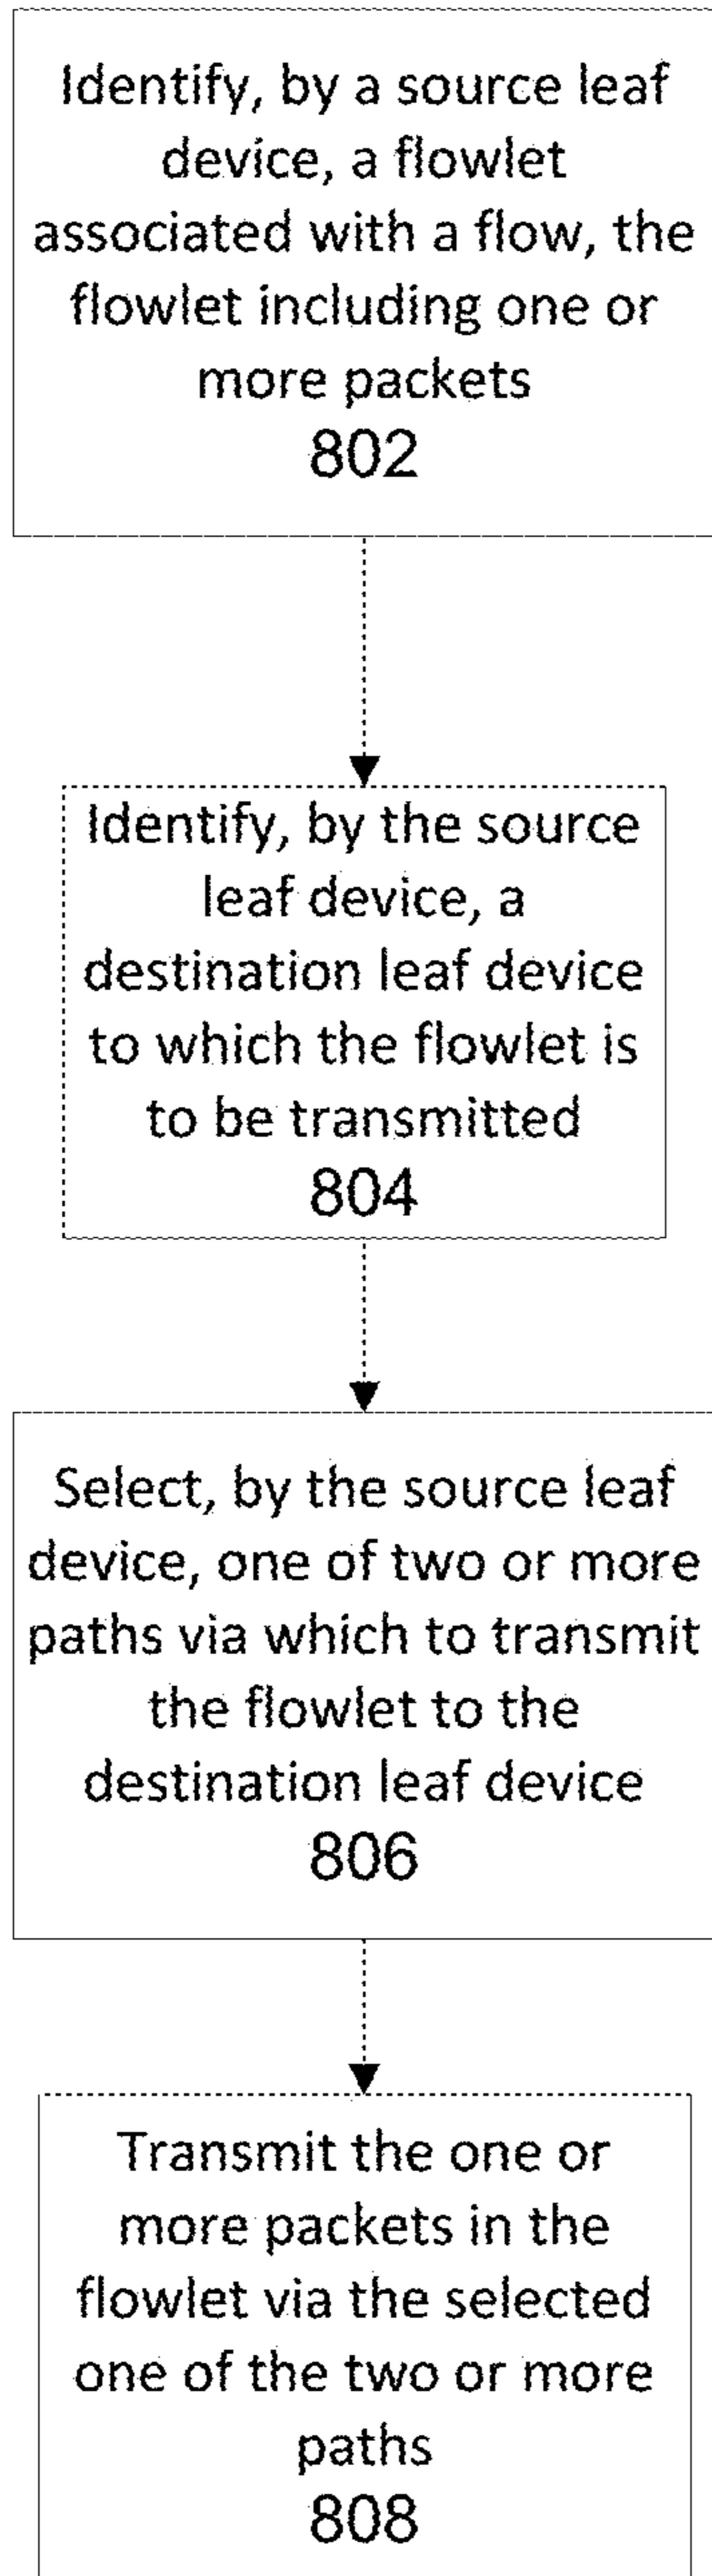 Identify, by a source leaf
device, a flowlet
associated with a flow, the
flowlet including one or
more packets
802
Identify, by the source
leaf device, a
destination leaf device
to which the flowlet is
to be transmitted
804
Select, by the source leaf
device, one of two or more
paths via which to transmit
the flowlet to the
destination leaf device
806
Transmit the one or
more packets in the
flowlet via the selected
one of the two or more
paths
808